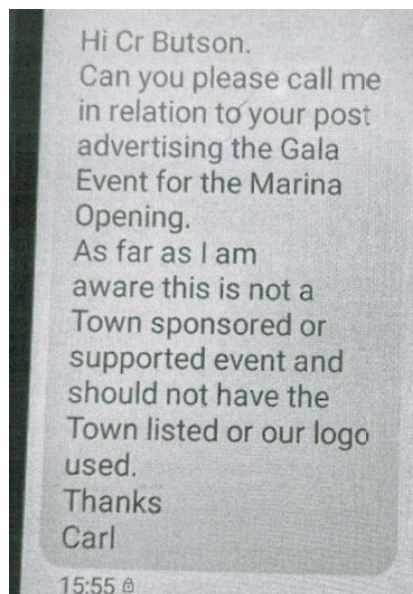 Hi Cr Butson.
Can you please call me
in relation to your post
advertising the Gala
Event for the Marina
Opening.
As far as I am
aware this is not a
Town sponsored or
supported event and
should not have the
Town listed or our logo
used.
Thanks
Carl
15:55